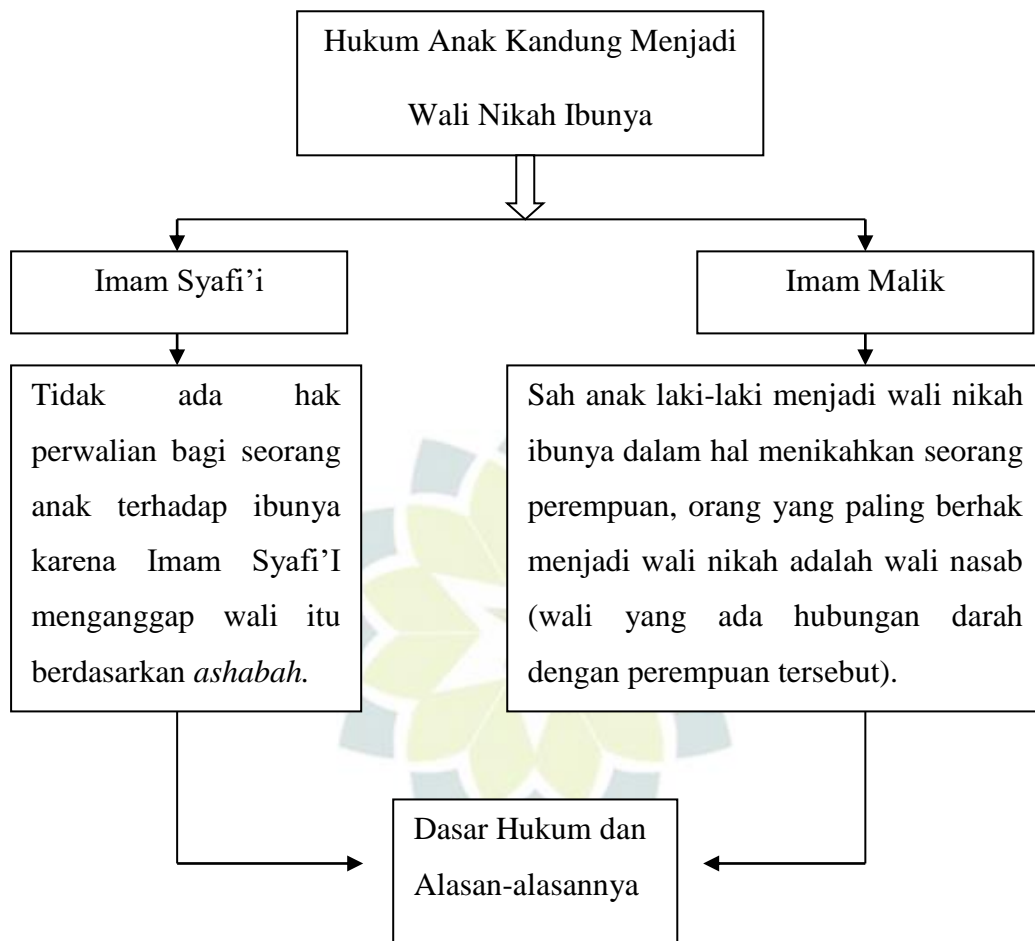 Hukum Anak Kandung Menjadi
Wali Nikah Ibunya
Imam Syafi’i
Imam Malik
Tidak ada hak
perwalian bagi seorang
anak terhadap ibunya
karena Imam Syafi’I
menganggap wali itu
berdasarkan ashabah.
Sah anak laki-laki menjadi wali nikah
ibunya dalam hal menikahkan seorang
perempuan, orang yang paling berhak
menjadi wali nikah adalah wali nasab
(wali yang ada hubungan darah
dengan perempuan tersebut).
Dasar Hukum dan
Alasan-alasannya